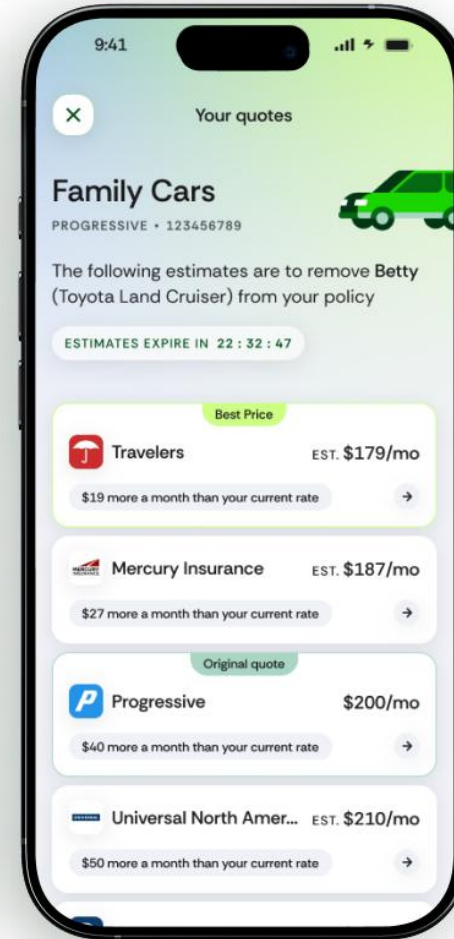 9:41
Your quotes
Family Cars
PROGRESSIVE • 123456789
The following estimates are to remove Betty
(Toyota Land Cruiser) from your policy
ESTIMATES EXPIRE IN 22 : 32 : 47
Best Price
Travelers EST. $179/mo
$19 more a month than your current rate
MERCURY INSURANCE Mercury Insurance EST. $187/mo
$27 more a month than your current rate
Original quote
Progressive $200/mo
$40 more a month than your current rate
Universal North Amer... EST. $210/mo
$50 more a month than your current rate